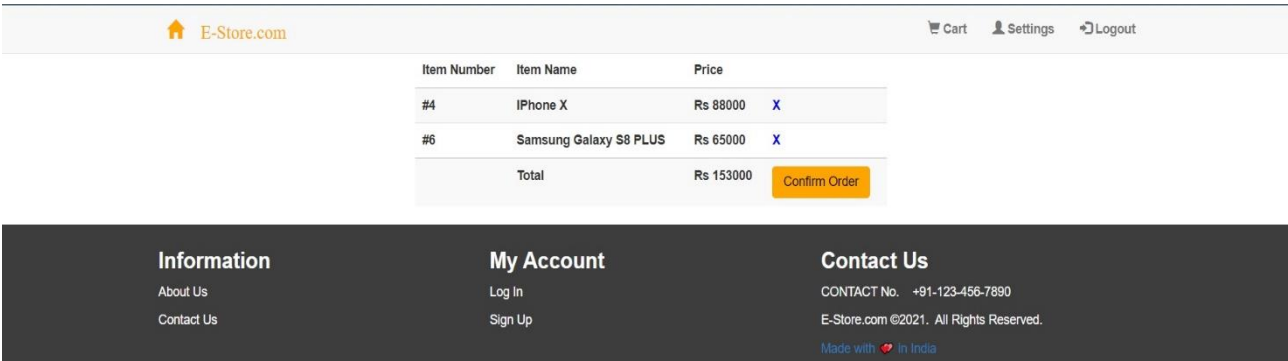 E-Store.com Cart Settings Logout
Item Number Item Name Price
#4 IPhone X Rs 88000 X
#6 Samsung Galaxy S8 PLUS Rs 65000 X
Total Rs 153000 Confirm Order
Information
About Us
Contact Us
My Account
Log In
Sign Up
Contact Us
CONTACT No. +91-123-456-7890
E-Store.com ©2021. All Rights Reserved.
Made with ❤ in India